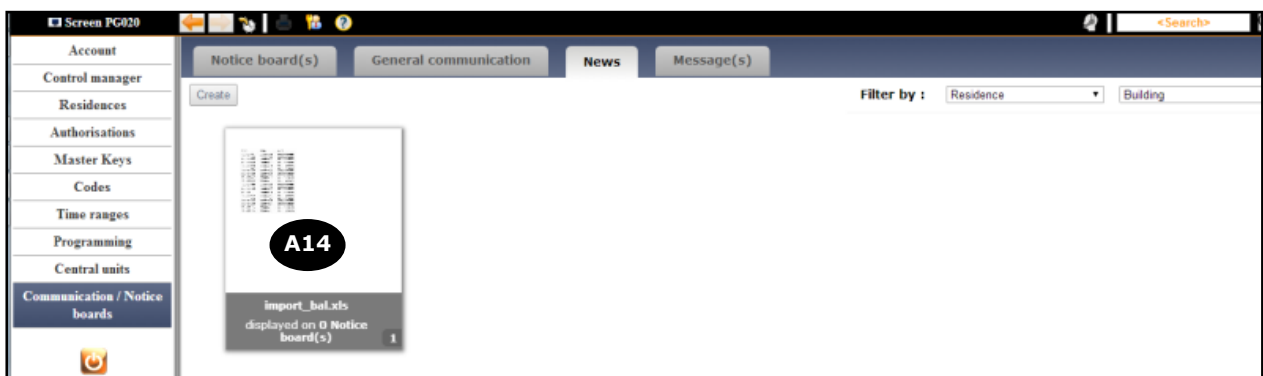 Screen PG020
<Search>
Account
Control manager
Residences
Authorisations
Master Keys
Codes
Time ranges
Programming
Central units
Communication / Notice
boards
Notice board(s)
General communication
News
Message(s)
Create
Filter by :
Residence
Building
A14
import_bal.xls
displayed on 0 Notice
board(s)
1